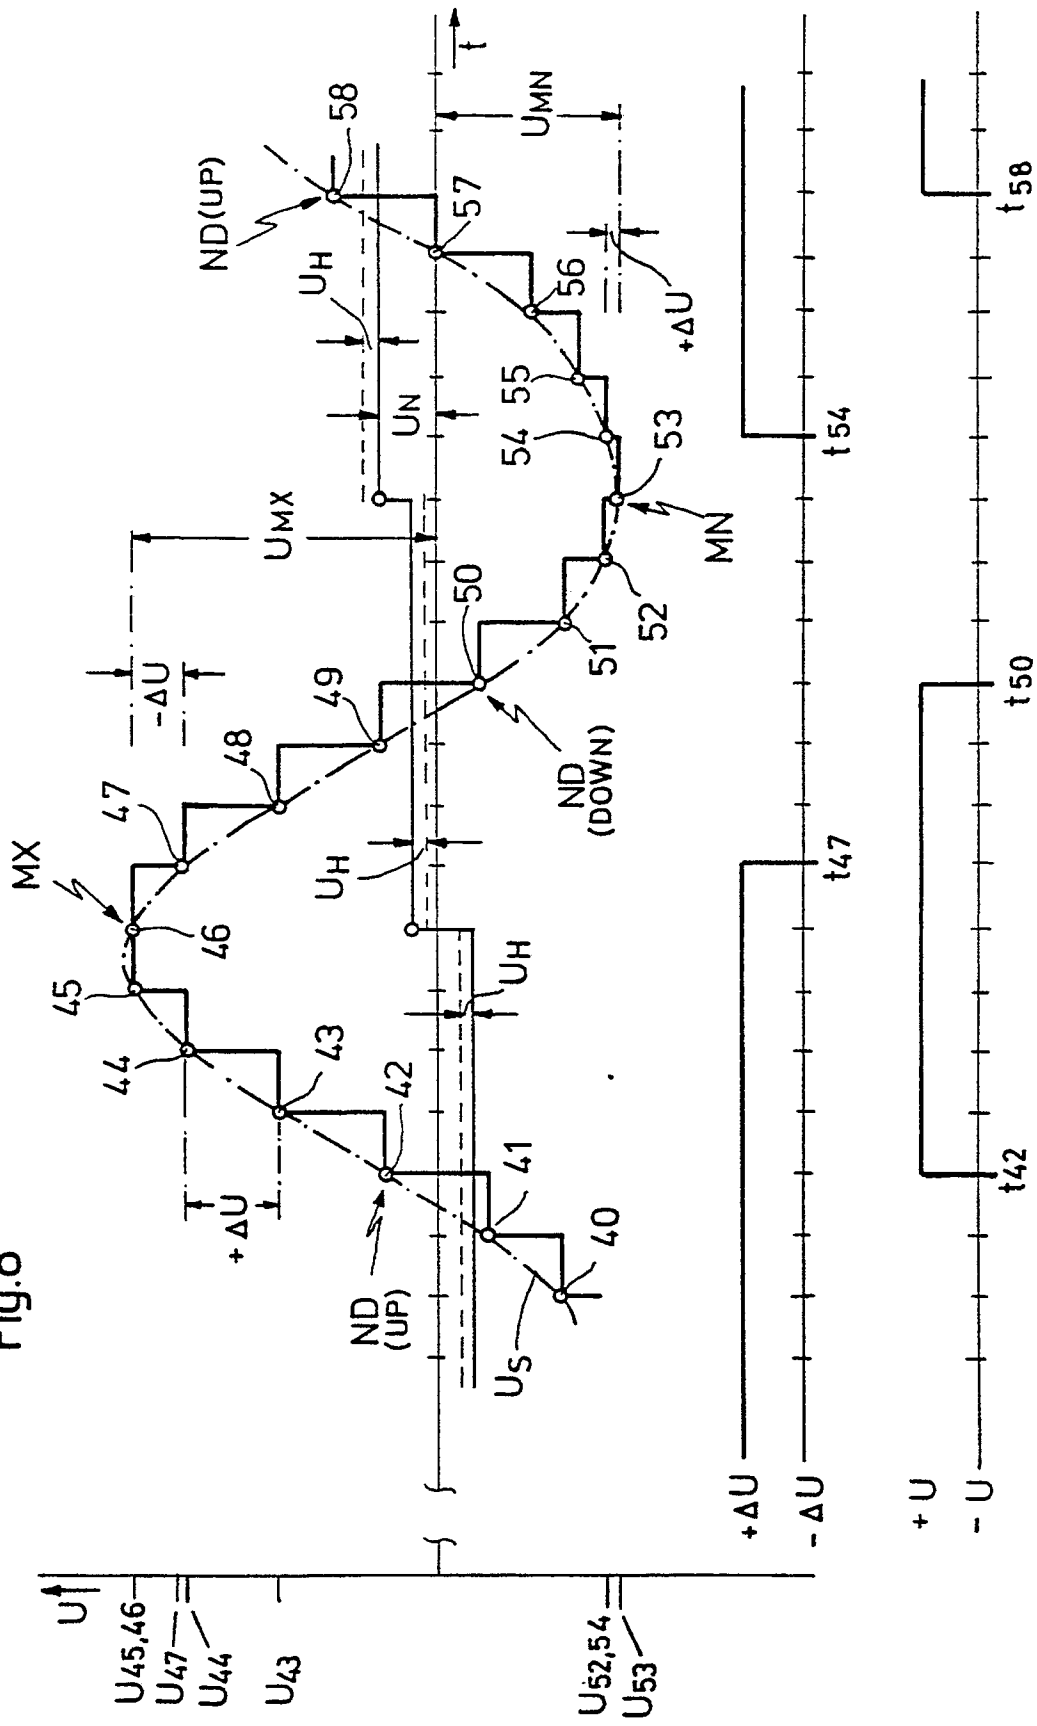 Fig.6
U
U45,46
U47
U44
U43
U52,54
U53
+ΔU
ND
(UP)
US
40
41
42
43
44
45
46
MX
47
48
49
-ΔU
UMX
UH
UH
ND
(DOWN)
50
51
52
MN
53
54
55
56
57
58
UN
UH
ND(UP)
+ΔU
UMN
t
+ΔU
-ΔU
t47
t54
+U
-U
t42
t50
t58